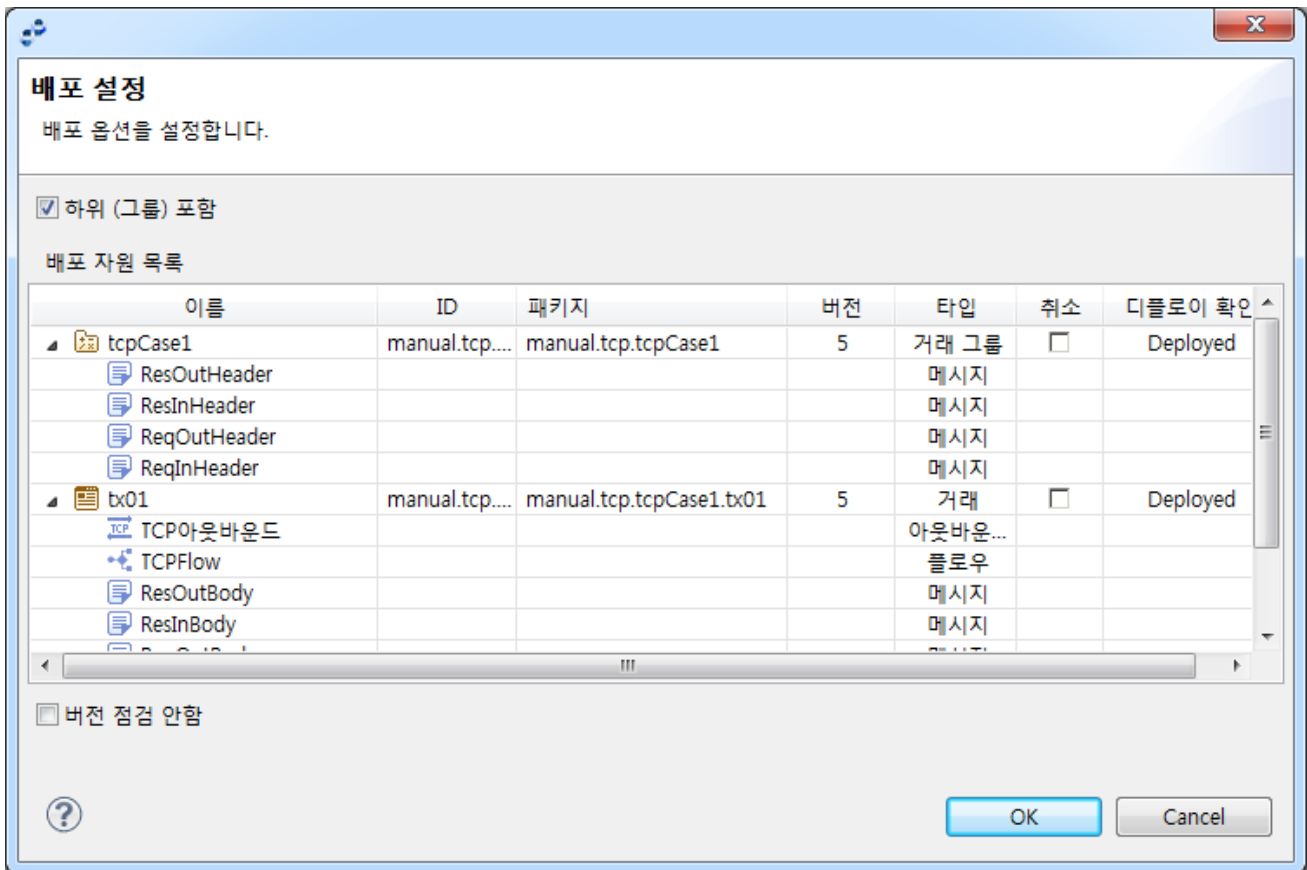 배포 설정
배포 옵션을 설정합니다.
하위 (그룹) 포함
배포 자원 목록
이름 ID 패키지 버전 타입 취소 디플로이 확인
tcpCase1 manual.tcp.... manual.tcp.tcpCase1 5 거래 그룹 Deployed
ResOutHeader 메시지
ResInHeader 메시지
ReqOutHeader 메시지
ReqInHeader 메시지
tx01 manual.tcp.... manual.tcp.tcpCase1.tx01 5 거래 Deployed
TCP TCP아웃바운드 아웃바운...
TCPFlow 플로우
ResOutBody 메시지
ResInBody 메시지
버전 점검 안함
? OK Cancel